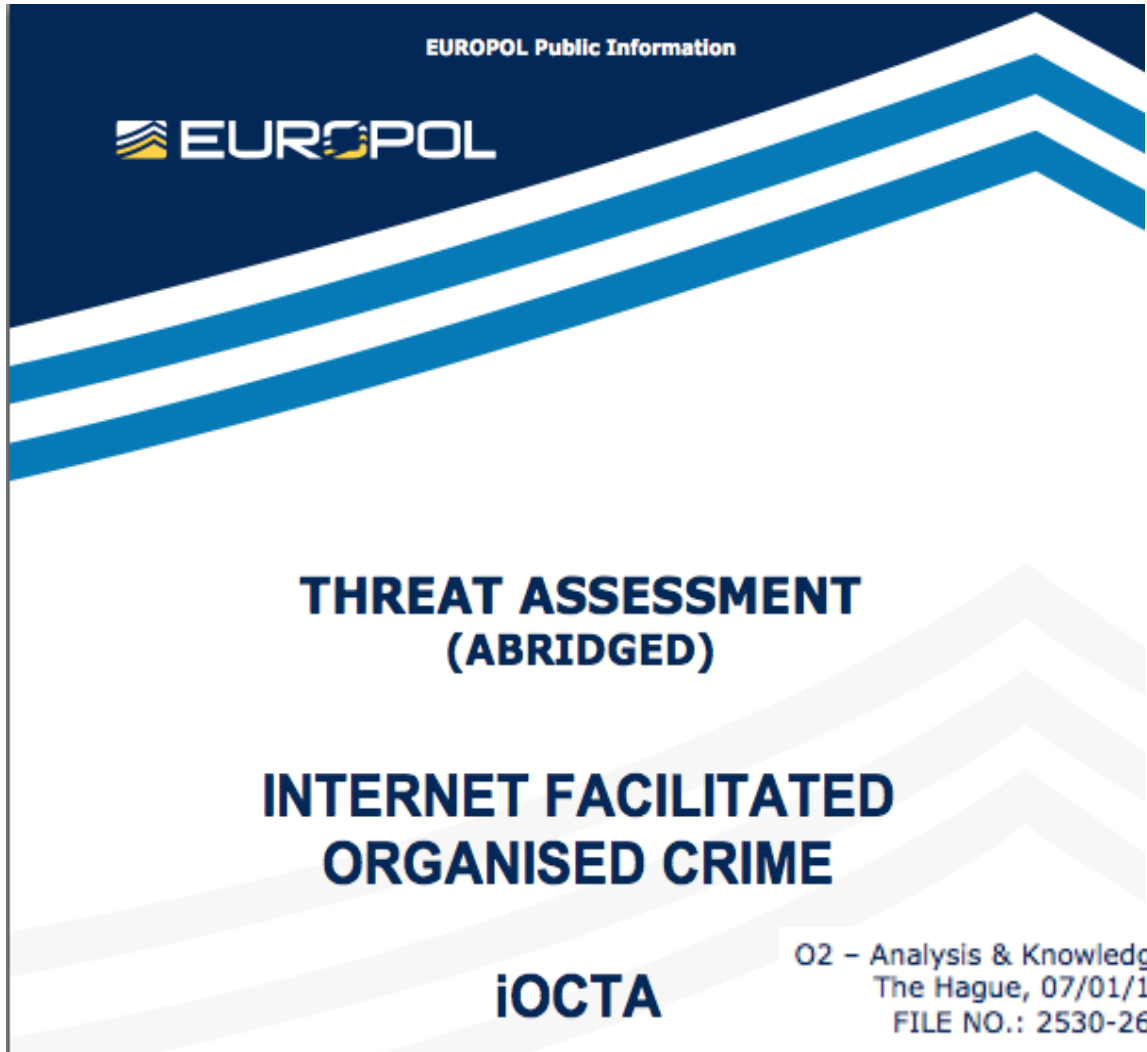 EUROPOL Public Information
EUROPOL
THREAT ASSESSMENT
(ABRIDGED)
INTERNET FACILITATED
ORGANISED CRIME
iOCTA
O2 – Analysis & Knowledg
The Hague, 07/01/1
FILE NO.: 2530-26